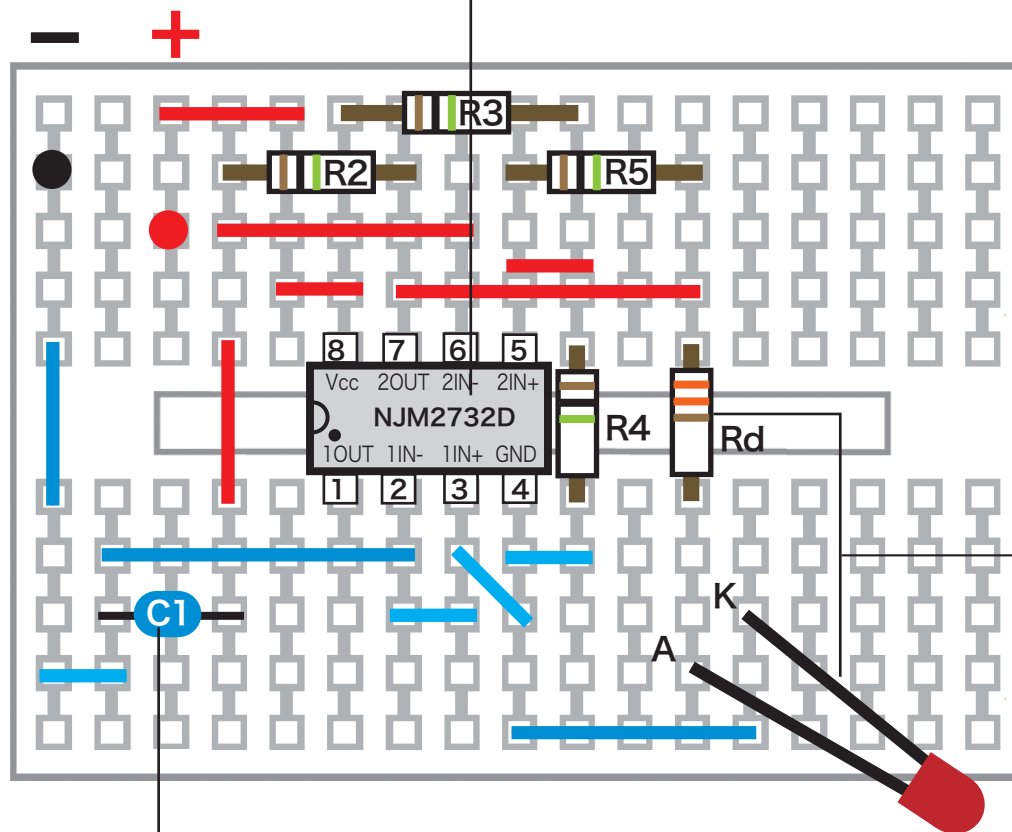 − +
R3
R2
R5
8 7 6 5
Vcc 2OUT 2IN- 2IN+
NJM2732D
1OUT 1IN- 1IN+ GND
1 2 3 4
R4
Rd
C1
K
A